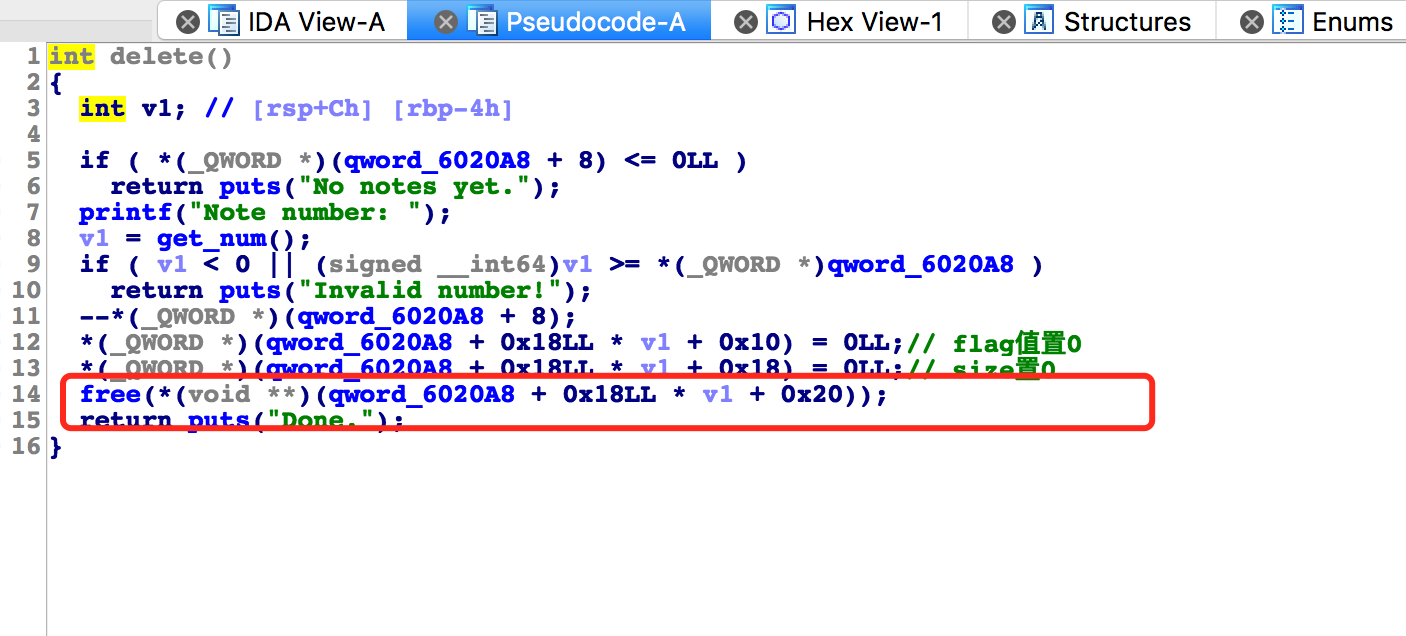 IDA View-A Pseudocode-A Hex View-1 Structures Enums
1 int delete()
2 {
3 int v1; // [rsp+Ch] [rbp-4h]
4
5 if ( *(_QWORD *)(qword_6020A8 + 8) <= 0LL )
6 return puts("No notes yet.");
7 printf("Note number: ");
8 v1 = get_num();
9 if ( v1 < 0 || (signed __int64)v1 >= *(_QWORD *)qword_6020A8 )
10 return puts("Invalid number!");
11 --*(_QWORD *)(qword_6020A8 + 8);
12 *(_QWORD *)(qword_6020A8 + 0x18LL * v1 + 0x10) = 0LL;// flag值置0
13 *(_QWORD *)(qword_6020A8 + 0x18LL * v1 + 0x18) = 0LL;// size置0
14 free(*(void **)(qword_6020A8 + 0x18LL * v1 + 0x20));
15 return puts("Done.");
16 }